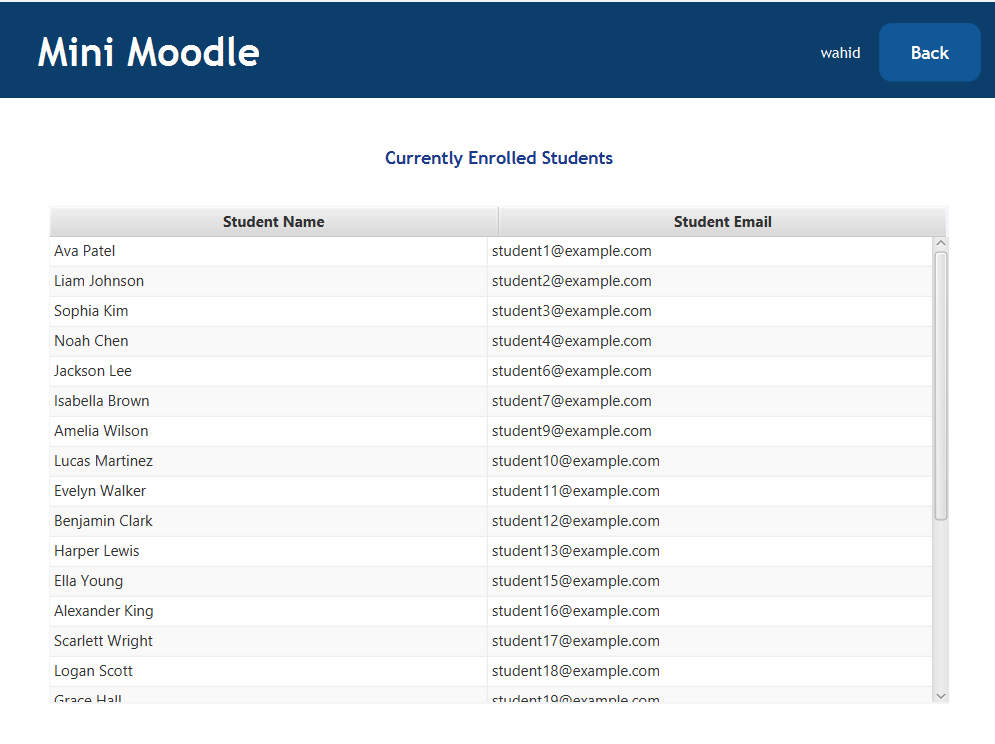 Mini Moodle
wahid
Back
Currently Enrolled Students
Student Name Student Email
Ava Patel student1@example.com
Liam Johnson student2@example.com
Sophia Kim student3@example.com
Noah Chen student4@example.com
Jackson Lee student6@example.com
Isabella Brown student7@example.com
Amelia Wilson student9@example.com
Lucas Martinez student10@example.com
Evelyn Walker student11@example.com
Benjamin Clark student12@example.com
Harper Lewis student13@example.com
Ella Young student15@example.com
Alexander King student16@example.com
Scarlett Wright student17@example.com
Logan Scott student18@example.com
Grace Hall student19@example.com